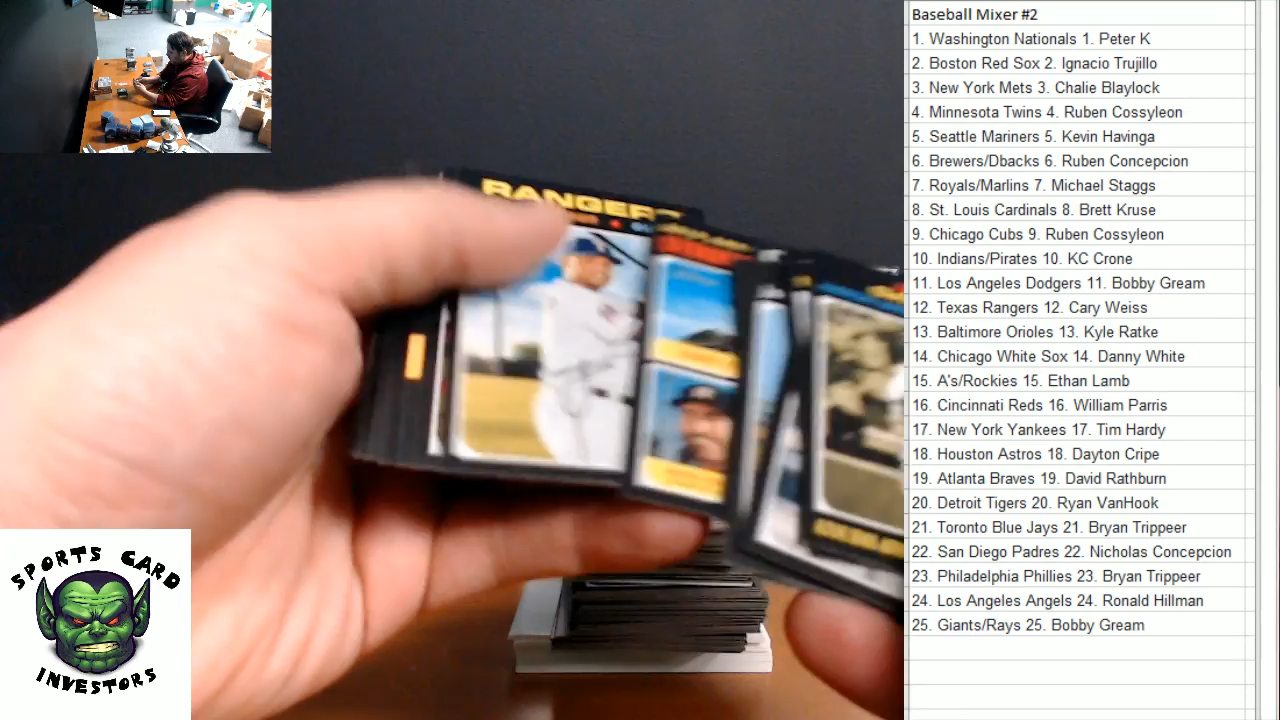 Baseball Mixer #2
1. Washington Nationals 1. Peter K
2. Boston Red Sox 2. Ignacio Trujillo
3. New York Mets 3. Chalie Blaylock
4. Minnesota Twins 4. Ruben Cossyleon
5. Seattle Mariners 5. Kevin Havinga
6. Brewers/Dbacks 6. Ruben Concepcion
7. Royals/Marlins 7. Michael Staggs
8. St. Louis Cardinals 8. Brett Kruse
9. Chicago Cubs 9. Ruben Cossyleon
10. Indians/Pirates 10. KC Crone
11. Los Angeles Dodgers 11. Bobby Gream
12. Texas Rangers 12. Cary Weiss
13. Baltimore Orioles 13. Kyle Ratke
14. Chicago White Sox 14. Danny White
15. A's/Rockies 15. Ethan Lamb
16. Cincinnati Reds 16. William Parris
17. New York Yankees 17. Tim Hardy
18. Houston Astros 18. Dayton Cripe
19. Atlanta Braves 19. David Rathburn
20. Detroit Tigers 20. Ryan VanHook
21. Toronto Blue Jays 21. Bryan Trippeer
22. San Diego Padres 22. Nicholas Concepcion
23. Philadelphia Phillies 23. Bryan Trippeer
24. Los Angeles Angels 24. Ronald Hillman
25. Giants/Rays 25. Bobby Gream
RANGERS
SPORTS CARD
INVESTORS